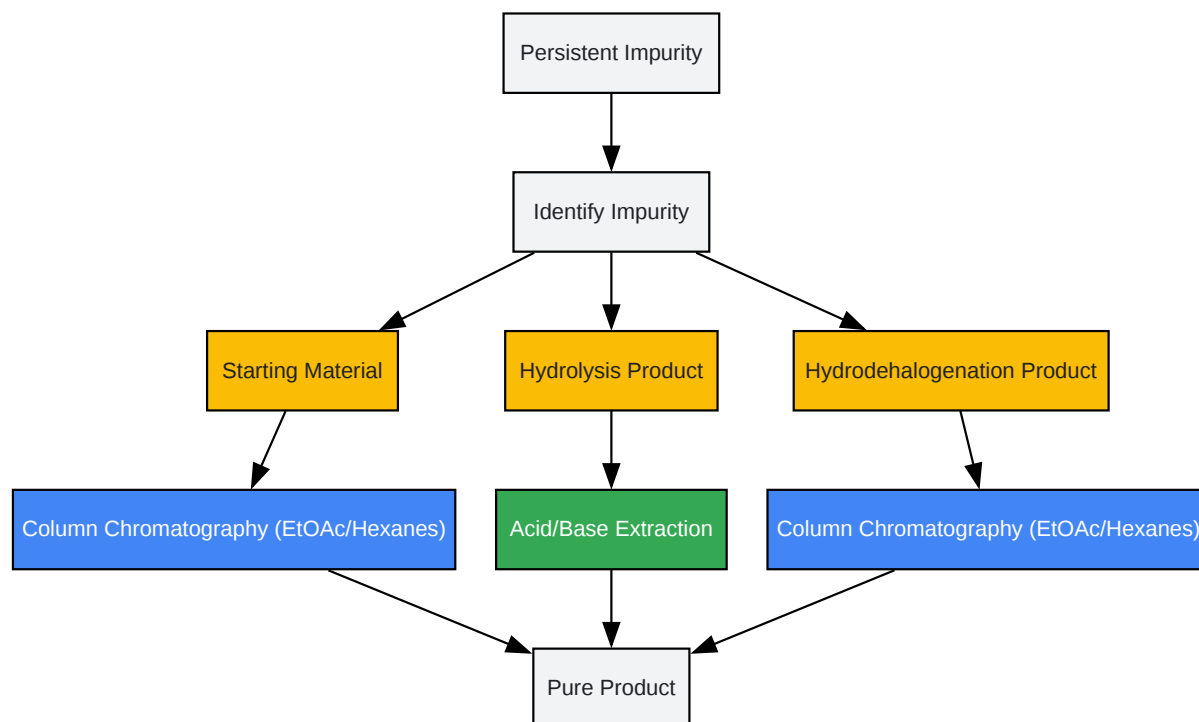 Persistent Impurity
Identify Impurity
Starting Material
Hydrolysis Product
Hydrodehalogenation Product
Column Chromatography (EtOAc/Hexanes)
Acid/Base Extraction
Column Chromatography (EtOAc/Hexanes)
Pure Product